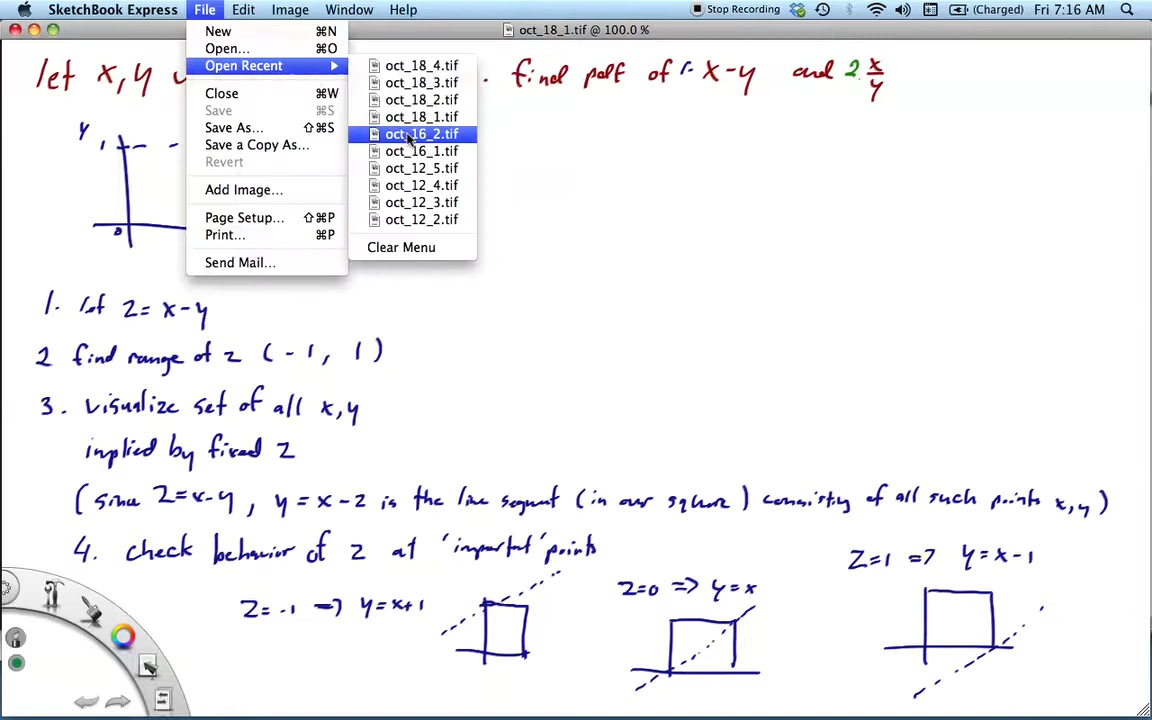 SketchBook Express File Edit Image Window Help Stop Recording (Charged) Fri 7:16 AM
oct_18_1.tif @ 100.0 %
New ⌘N
Open... ⌘O
Open Recent ▶
Close ⌘W
Save ⌘S
Save As... ⇧⌘S
Save a Copy As...
Revert
Add Image...
Page Setup... ⇧⌘P
Print... ⌘P
Send Mail...
oct_18_4.tif
oct_18_3.tif
oct_18_2.tif
oct_18_1.tif
oct_16_2.tif
oct_16_1.tif
oct_12_5.tif
oct_12_4.tif
oct_12_3.tif
oct_12_2.tif
Clear Menu
let x,y . find pdf of 1. x-y and 2. x/y
y
1
0
1. let z = x-y
2 find range of z (-1, 1)
3. visualize set of all x,y
implied by fixed z
(since z=x-y, y=x-z is the line segment (in our square) consisting of all such points x,y)
4. check behavior of z at 'important' points
z=-1 => y=x+1
z=0 => y=x
z=1 => y=x-1